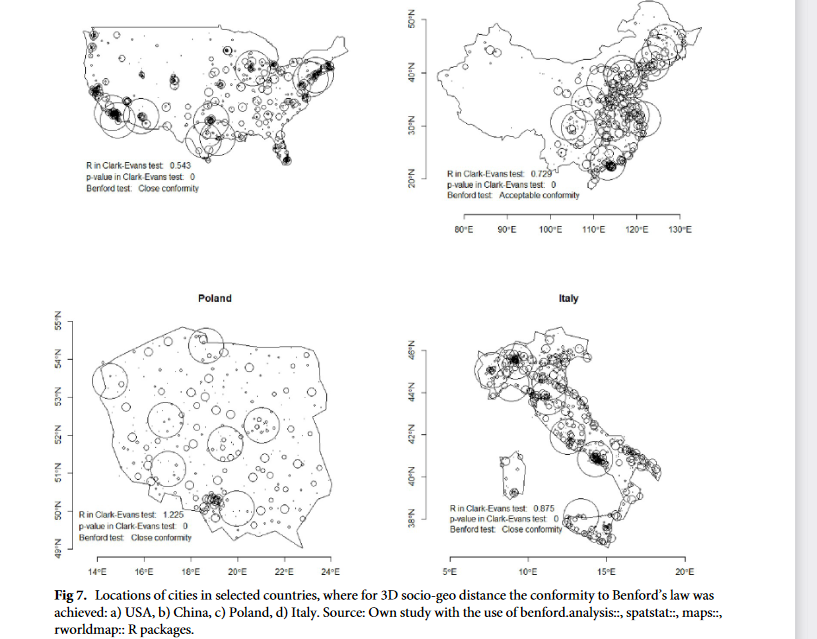 60°N
40°N
30°N
20°N
R in Clark-Evans test: 0.543
p-value in Clark-Evans test: 0
Benford test: Close conformity
R in Clark-Evans test: 0.729
p-value in Clark-Evans test: 0
Benford test: Acceptable conformity
80°E 90°E 100°E 110°E 120°E 130°E
Poland
55°N
54°N
53°N
52°N
51°N
50°N
49°N
R in Clark-Evans test: 1.225
p-value in Clark-Evans test: 0
Benford test: Close conformity
14°E 16°E 18°E 20°E 22°E 24°E
Italy
46°N
44°N
42°N
40°N
38°N
R in Clark-Evans test: 0.875
p-value in Clark-Evans test: 0
Benford test: Close conformity
5°E 10°E 15°E 20°E
Fig 7. Locations of cities in selected countries, where for 3D socio-geo distance the conformity to Benford's law was
achieved: a) USA, b) China, c) Poland, d) Italy. Source: Own study with the use of benford.analysis::, spatstat::, maps::,
rworldmap:: R packages.